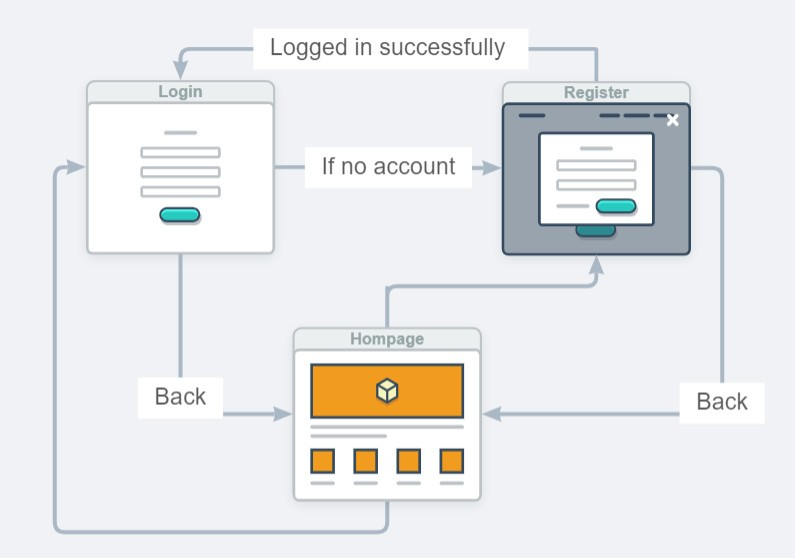 Logged in successfully
Login
Register
If no account
Hompage
Back
Back